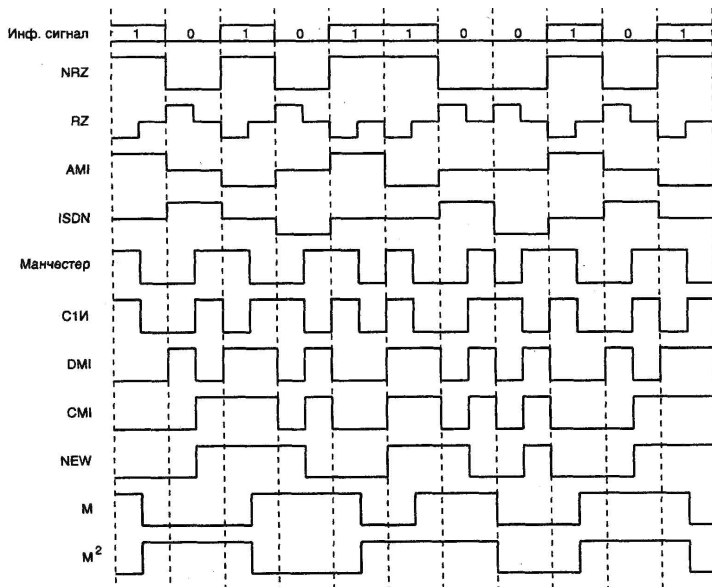 Инф. сигнал 1 0 1 0 1 1 0 0 1 0 1
NRZ
RZ
AMI
ISDN
Манчестер
С1И
DMI
CMI
NEW
M
M²